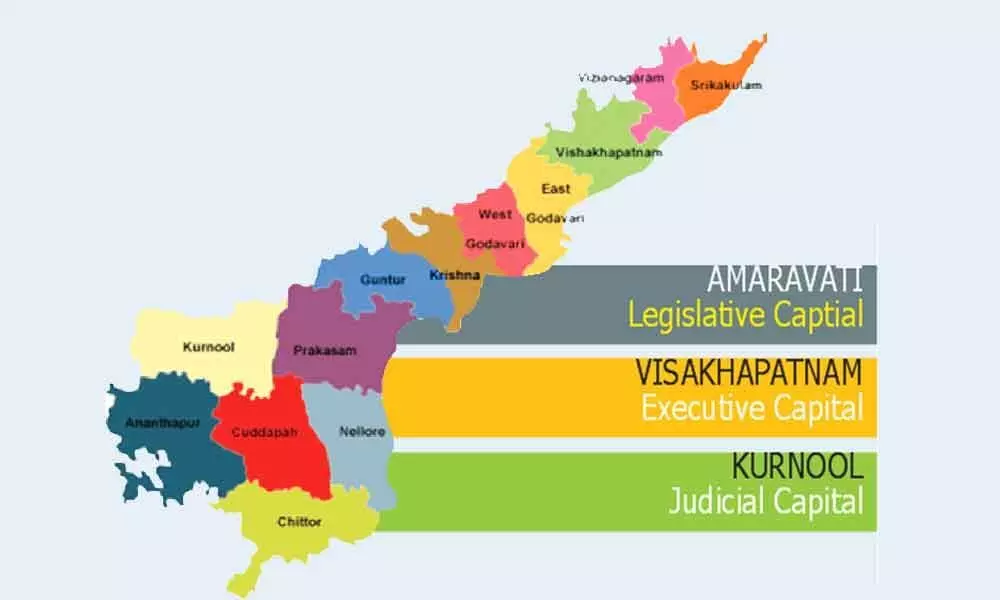 Vizianagaram
Srikakulam
Vishakhapatnam
East
Godavari
West
Godavari
Krishna
Guntur
Prakasam
Kurnool
Ananthapur
Cuddapah
Nellore
Chittor
AMARAVATI
Legislative Captial
VISAKHAPATNAM
Executive Capital
KURNOOL
Judicial Capital